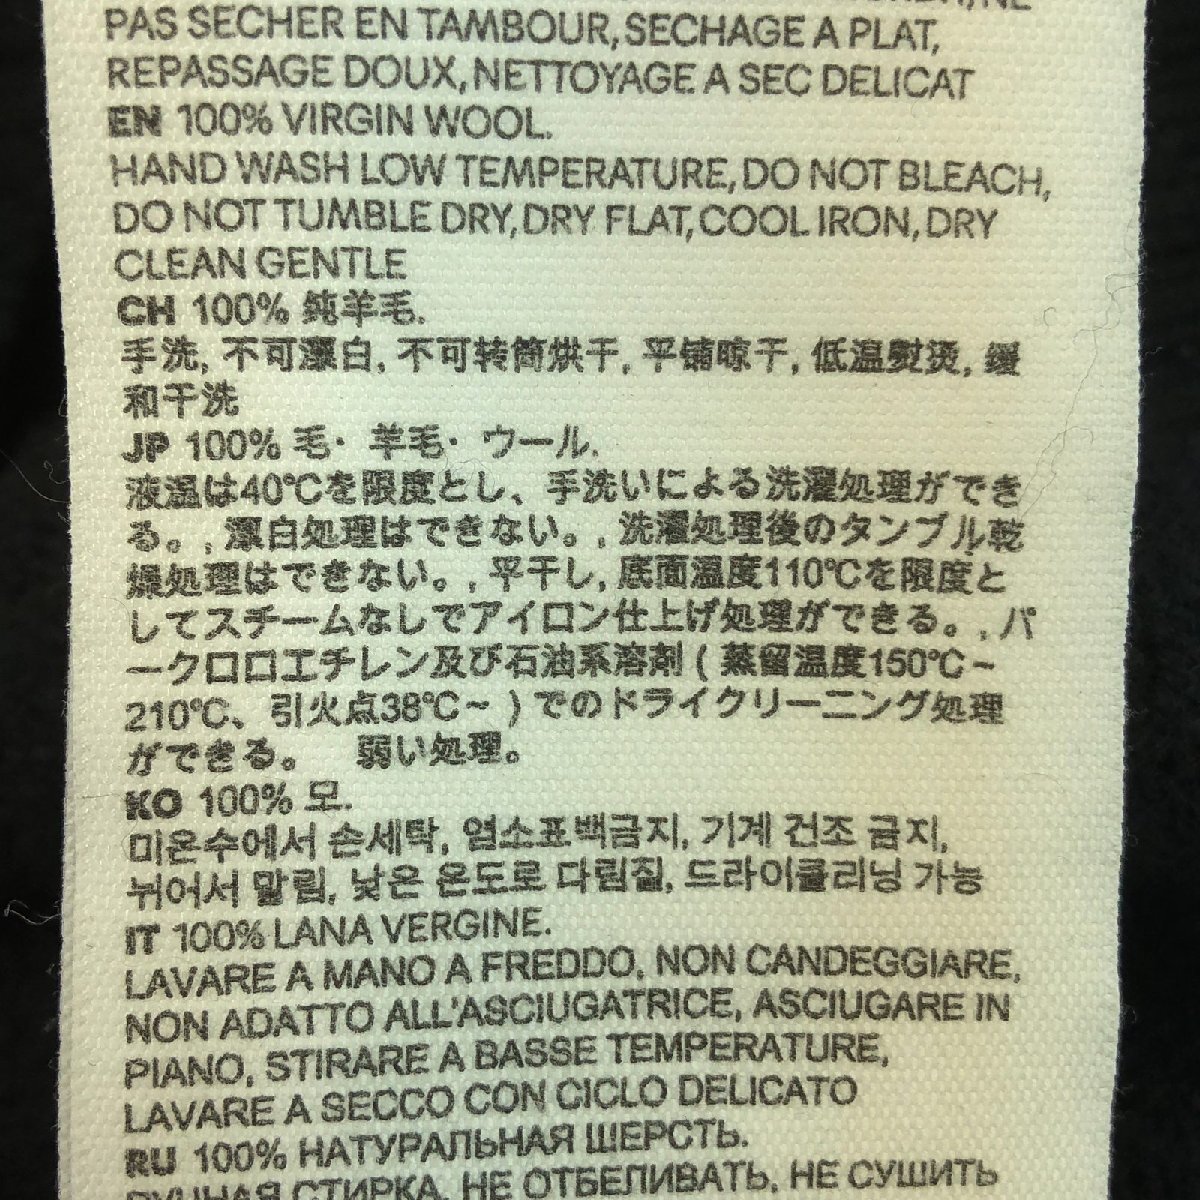 PAS SECHER EN TAMBOUR, SECHAGE A PLAT,
REPASSAGE DOUX, NETTOYAGE A SEC DELICAT
EN 100% VIRGIN WOOL.
HAND WASH LOW TEMPERATURE, DO NOT BLEACH,
DO NOT TUMBLE DRY, DRY FLAT, COOL IRON, DRY
CLEAN GENTLE
CH 100% 纯羊毛.
手洗, 不可漂白, 不可转筒烘干, 平铺晾干, 低温熨烫, 缓
和干洗
JP 100% 毛・ 羊毛・ ウール.
液温は40℃を限度とし、手洗いによる洗濯処理ができ
る。, 漂白処理はできない。, 洗濯処理後のタンブル乾
燥処理はできない。, 平干し, 底面温度110℃を限度と
してスチームなしでアイロン仕上げ処理ができる。, パ
ークロロエチレン及び石油系溶剤 ( 蒸留温度150℃~
210℃、引火点38℃~ ) でのドライクリーニング処理
ができる。 弱い処理。
KO 100% 모.
미온수에서 손세탁, 염소표백금지, 기계 건조 금지,
뉘어서 말림, 낮은 온도로 다림질, 드라이클리닝 가능
IT 100% LANA VERGINE.
LAVARE A MANO A FREDDO, NON CANDEGGIARE,
NON ADATTO ALL'ASCIUGATRICE, ASCIUGARE IN
PIANO, STIRARE A BASSE TEMPERATURE,
LAVARE A SECCO CON CICLO DELICATO
RU 100% НАТУРАЛЬНАЯ ШЕРСТЬ.
РУЧНАЯ СТИРКА, НЕ ОТБЕЛИВАТЬ, НЕ СУШИТЬ